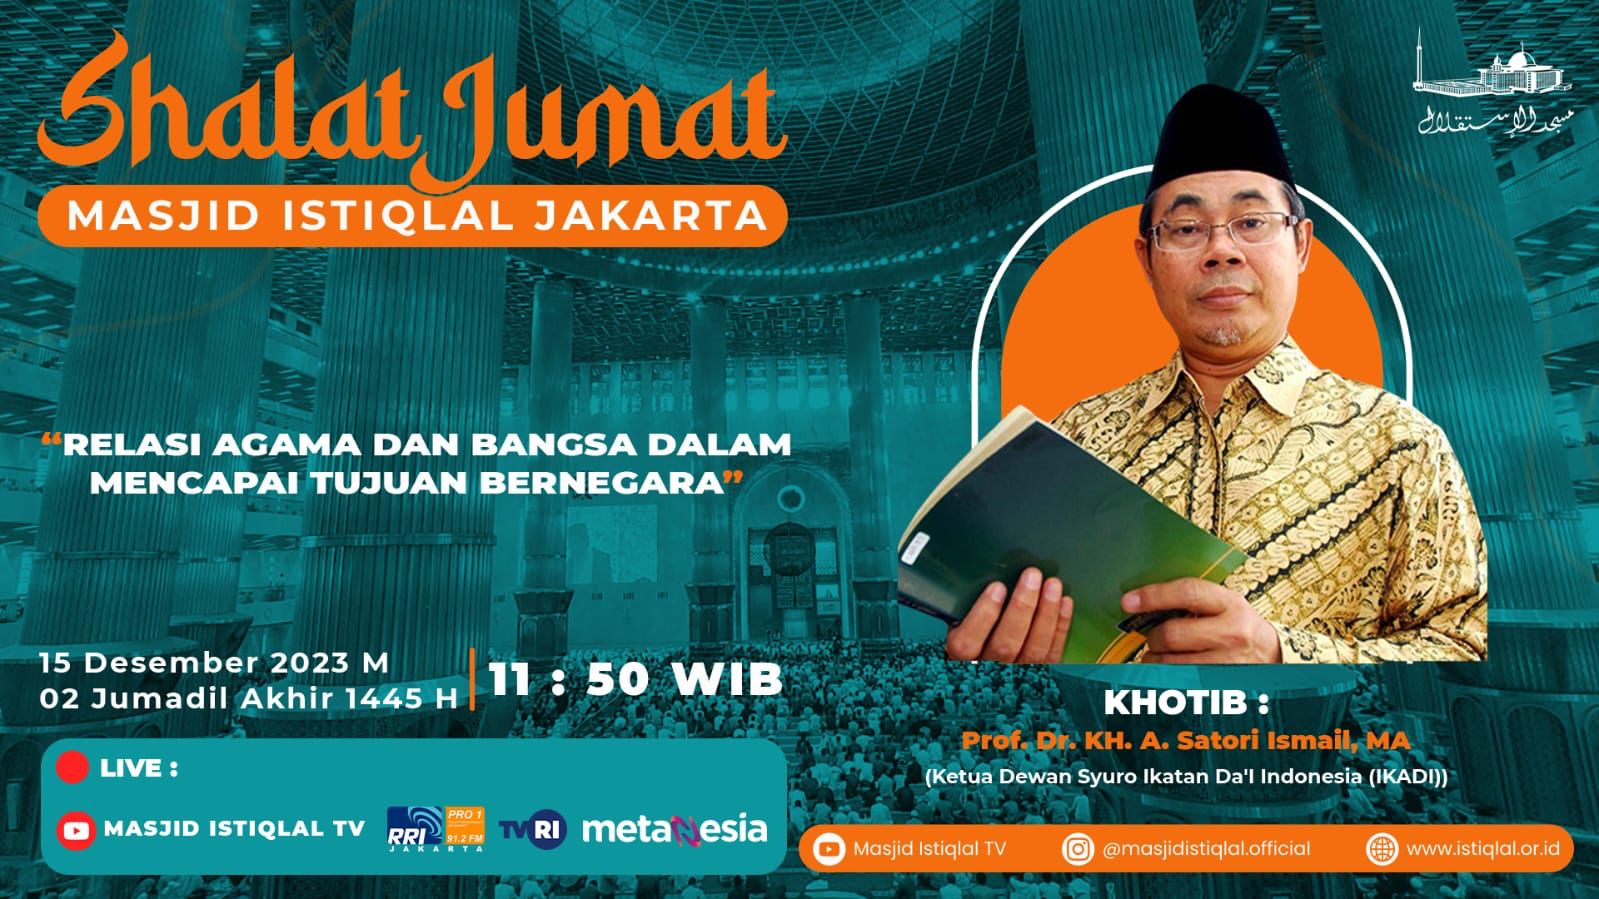 Shalat Jumat
MASJID ISTIQLAL JAKARTA
مسجد الإستقلال
“RELASI AGAMA DAN BANGSA DALAM
MENCAPAI TUJUAN BERNEGARA”
15 Desember 2023 M
02 Jumadil Akhir 1445 H
11 : 50 WIB
LIVE :
MASJID ISTIQLAL TV
RRI
JAKARTA
PRO 1
91.2 FM
TVRI
metaNesia
KHOTIB :
Prof. Dr. KH. A. Satori Ismail, MA
(Ketua Dewan Syuro Ikatan Da'I Indonesia (IKADI))
Masjid Istiqlal TV
@masjidistiqlal.official
www.istiqlal.or.id